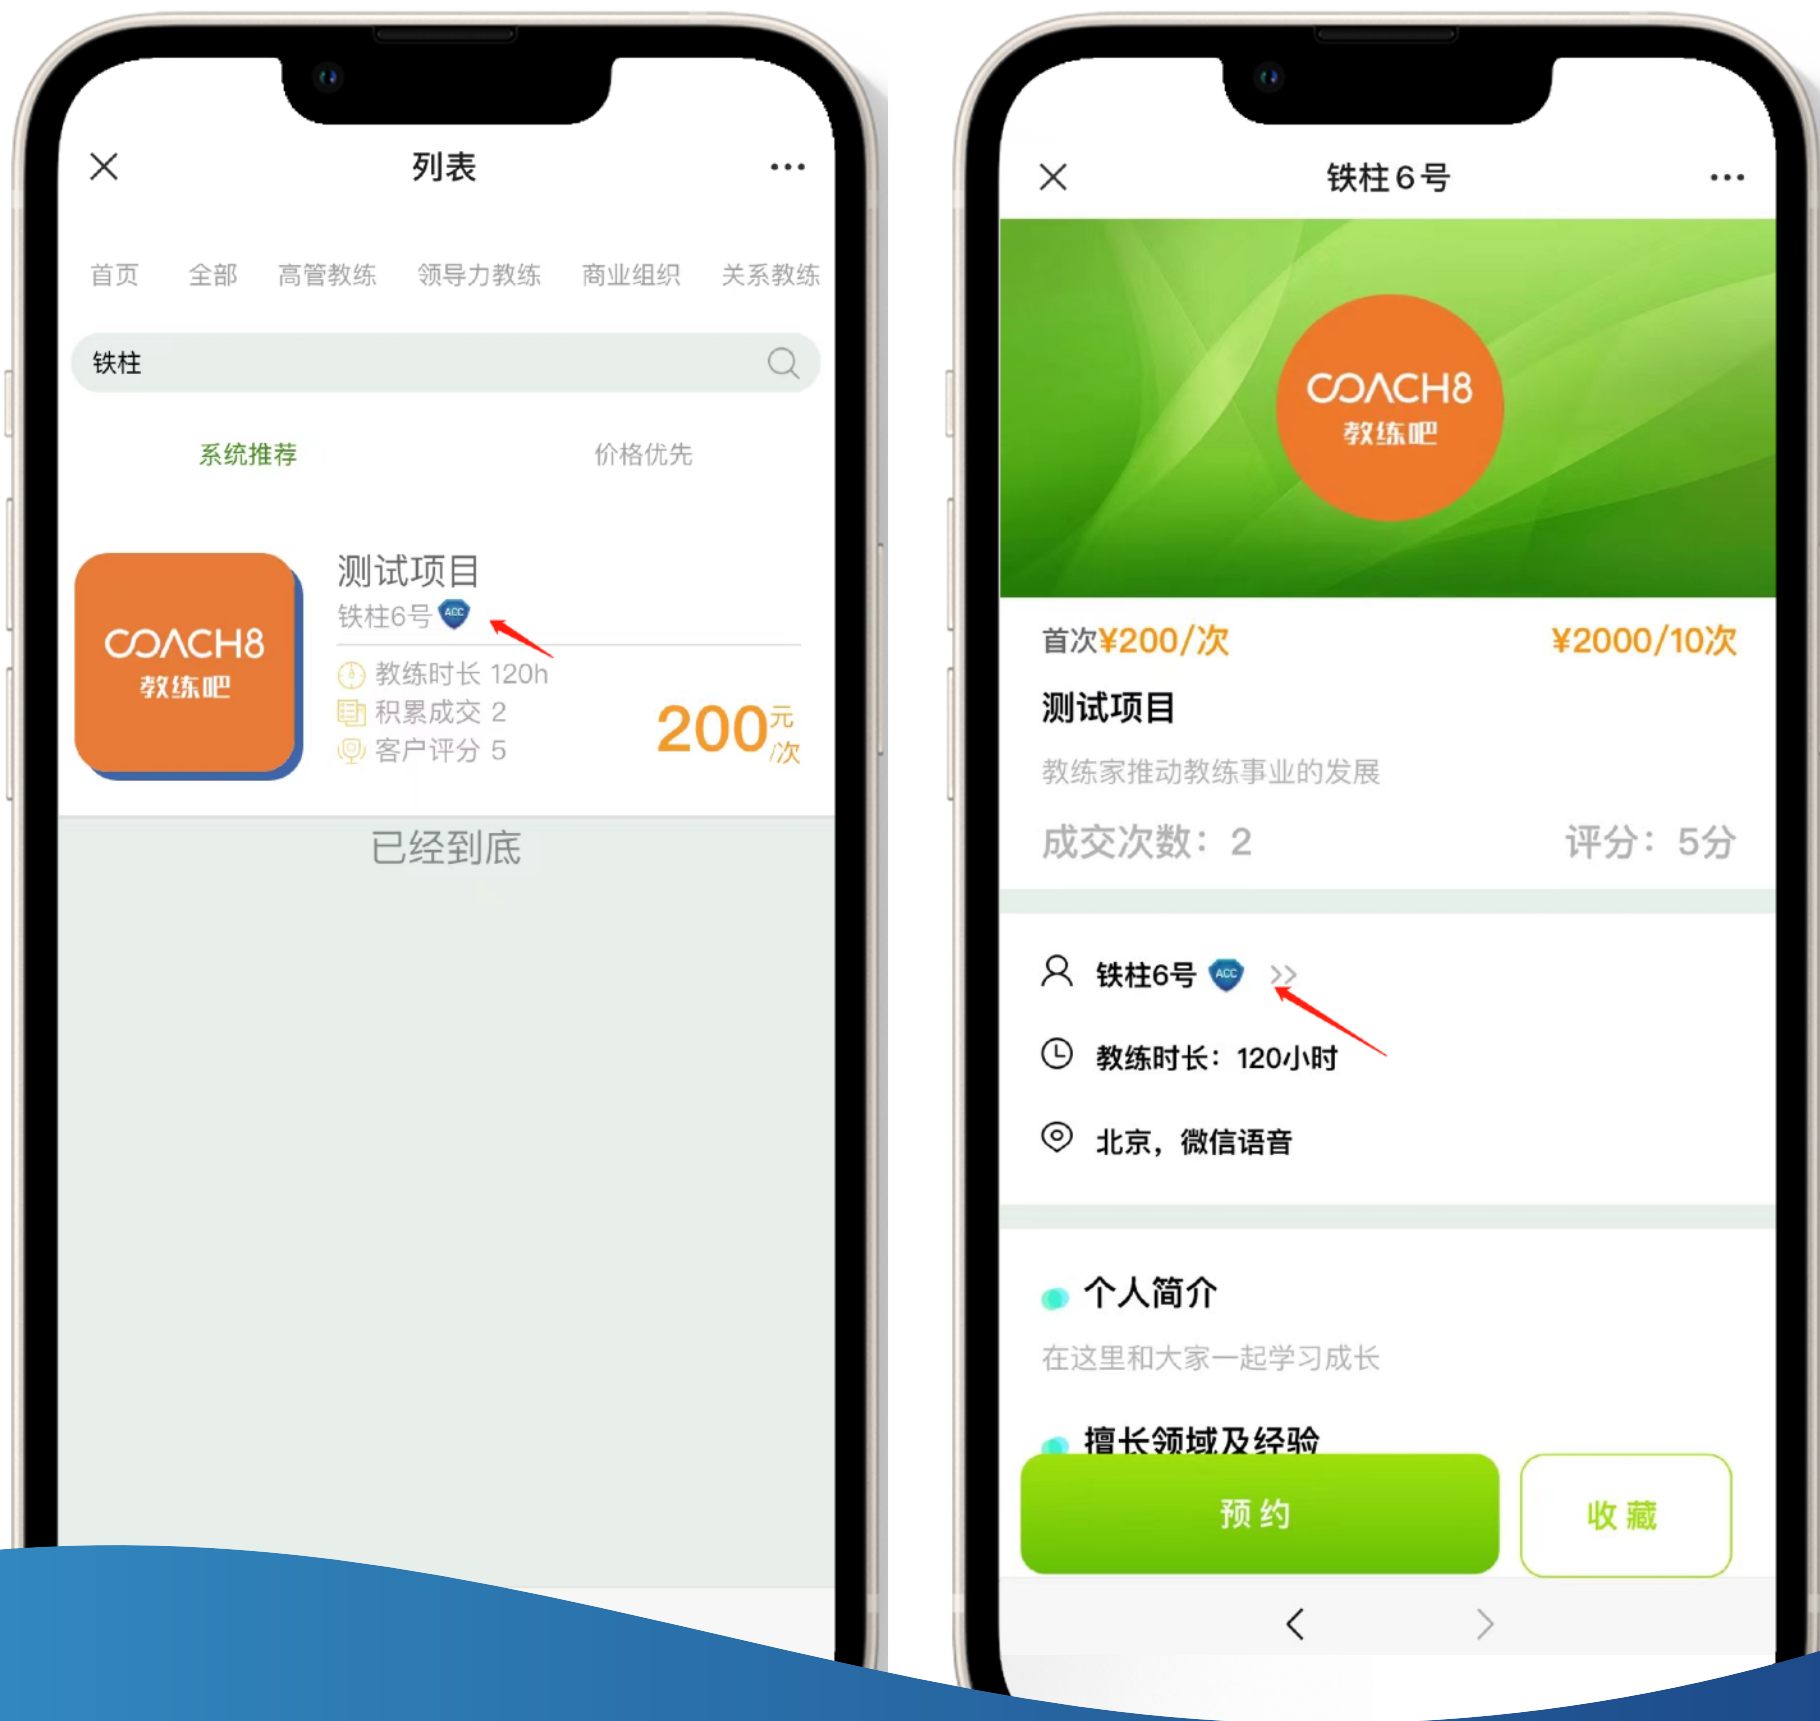 列表
首页 全部 高管教练 领导力教练 商业组织 关系教练
铁柱
系统推荐 价格优先
COACH8
教练吧
测试项目
铁柱6号 ACC
教练时长 120h
积累成交 2
客户评分 5
200元/次
已经到底
铁柱6号
COACH8
教练吧
首次¥200/次 ¥2000/10次
测试项目
教练家推动教练事业的发展
成交次数：2 评分：5分
铁柱6号 ACC >>
教练时长：120小时
北京，微信语音
个人简介
在这里和大家一起学习成长
擅长领域及经验
预约 收藏